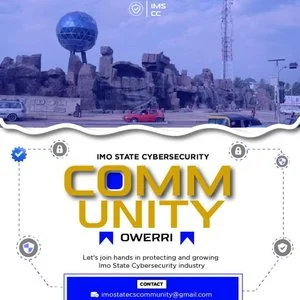 IMS
CC
IMO STATE CYBERSECURITY
COMM
UNITY
OWERRI
Let's join hands in protecting and growing
Imo State Cybersecurity industry
CONTACT
imostatecscommunity@gmail.com